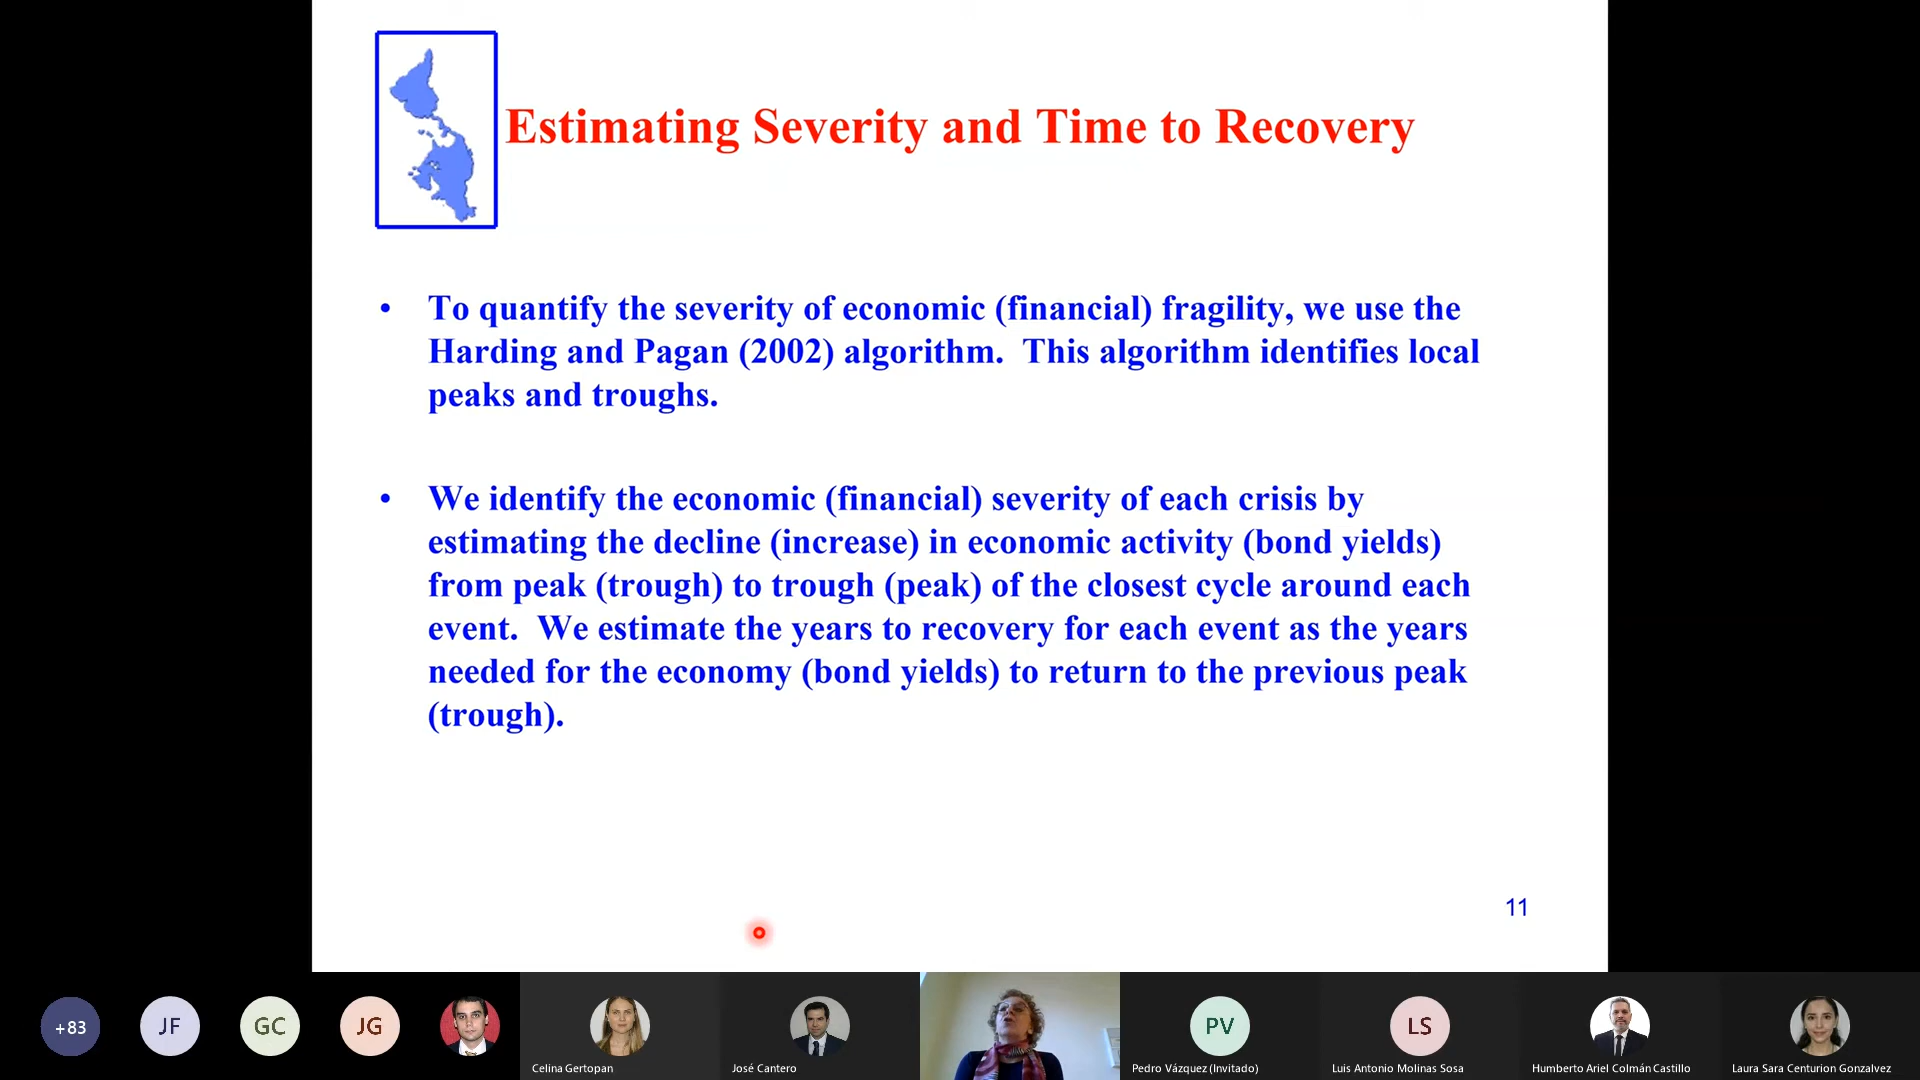 Estimating Severity and Time to Recovery
• To quantify the severity of economic (financial) fragility, we use the
Harding and Pagan (2002) algorithm. This algorithm identifies local
peaks and troughs.
• We identify the economic (financial) severity of each crisis by
estimating the decline (increase) in economic activity (bond yields)
from peak (trough) to trough (peak) of the closest cycle around each
event. We estimate the years to recovery for each event as the years
needed for the economy (bond yields) to return to the previous peak
(trough).
11
+83
JF
GC
JG
PV
LS
Celina Gertopan
José Cantero
Pedro Vázquez (Invitado)
Luis Antonio Molinas Sosa
Humberto Ariel Colmán Castillo
Laura Sara Centurion Gonzalvez